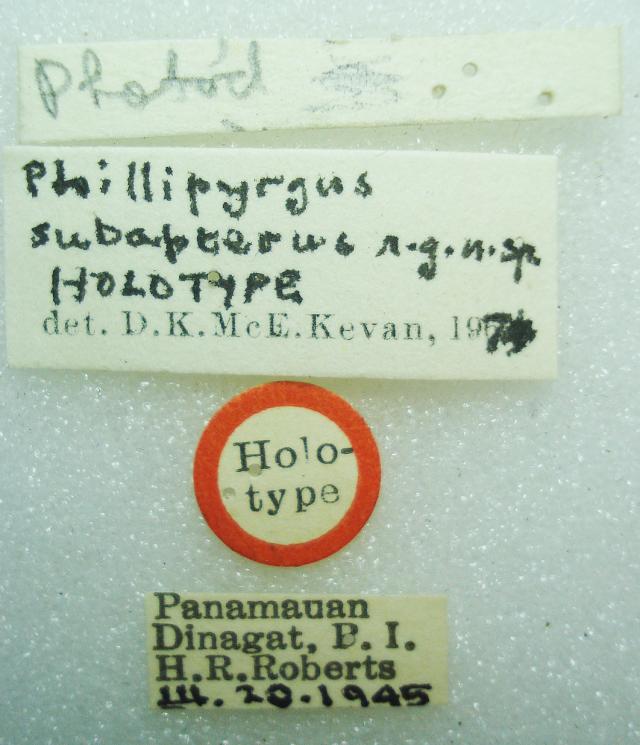 Photo'd
Phillipyrgus
subapterus n.g.n.sp
HOLOTYPE
det. D.K.McE.Kevan, 19
Holo-
type
Panamauan
Dinagat, P. I.
H.R.Roberts
III. 20.1945